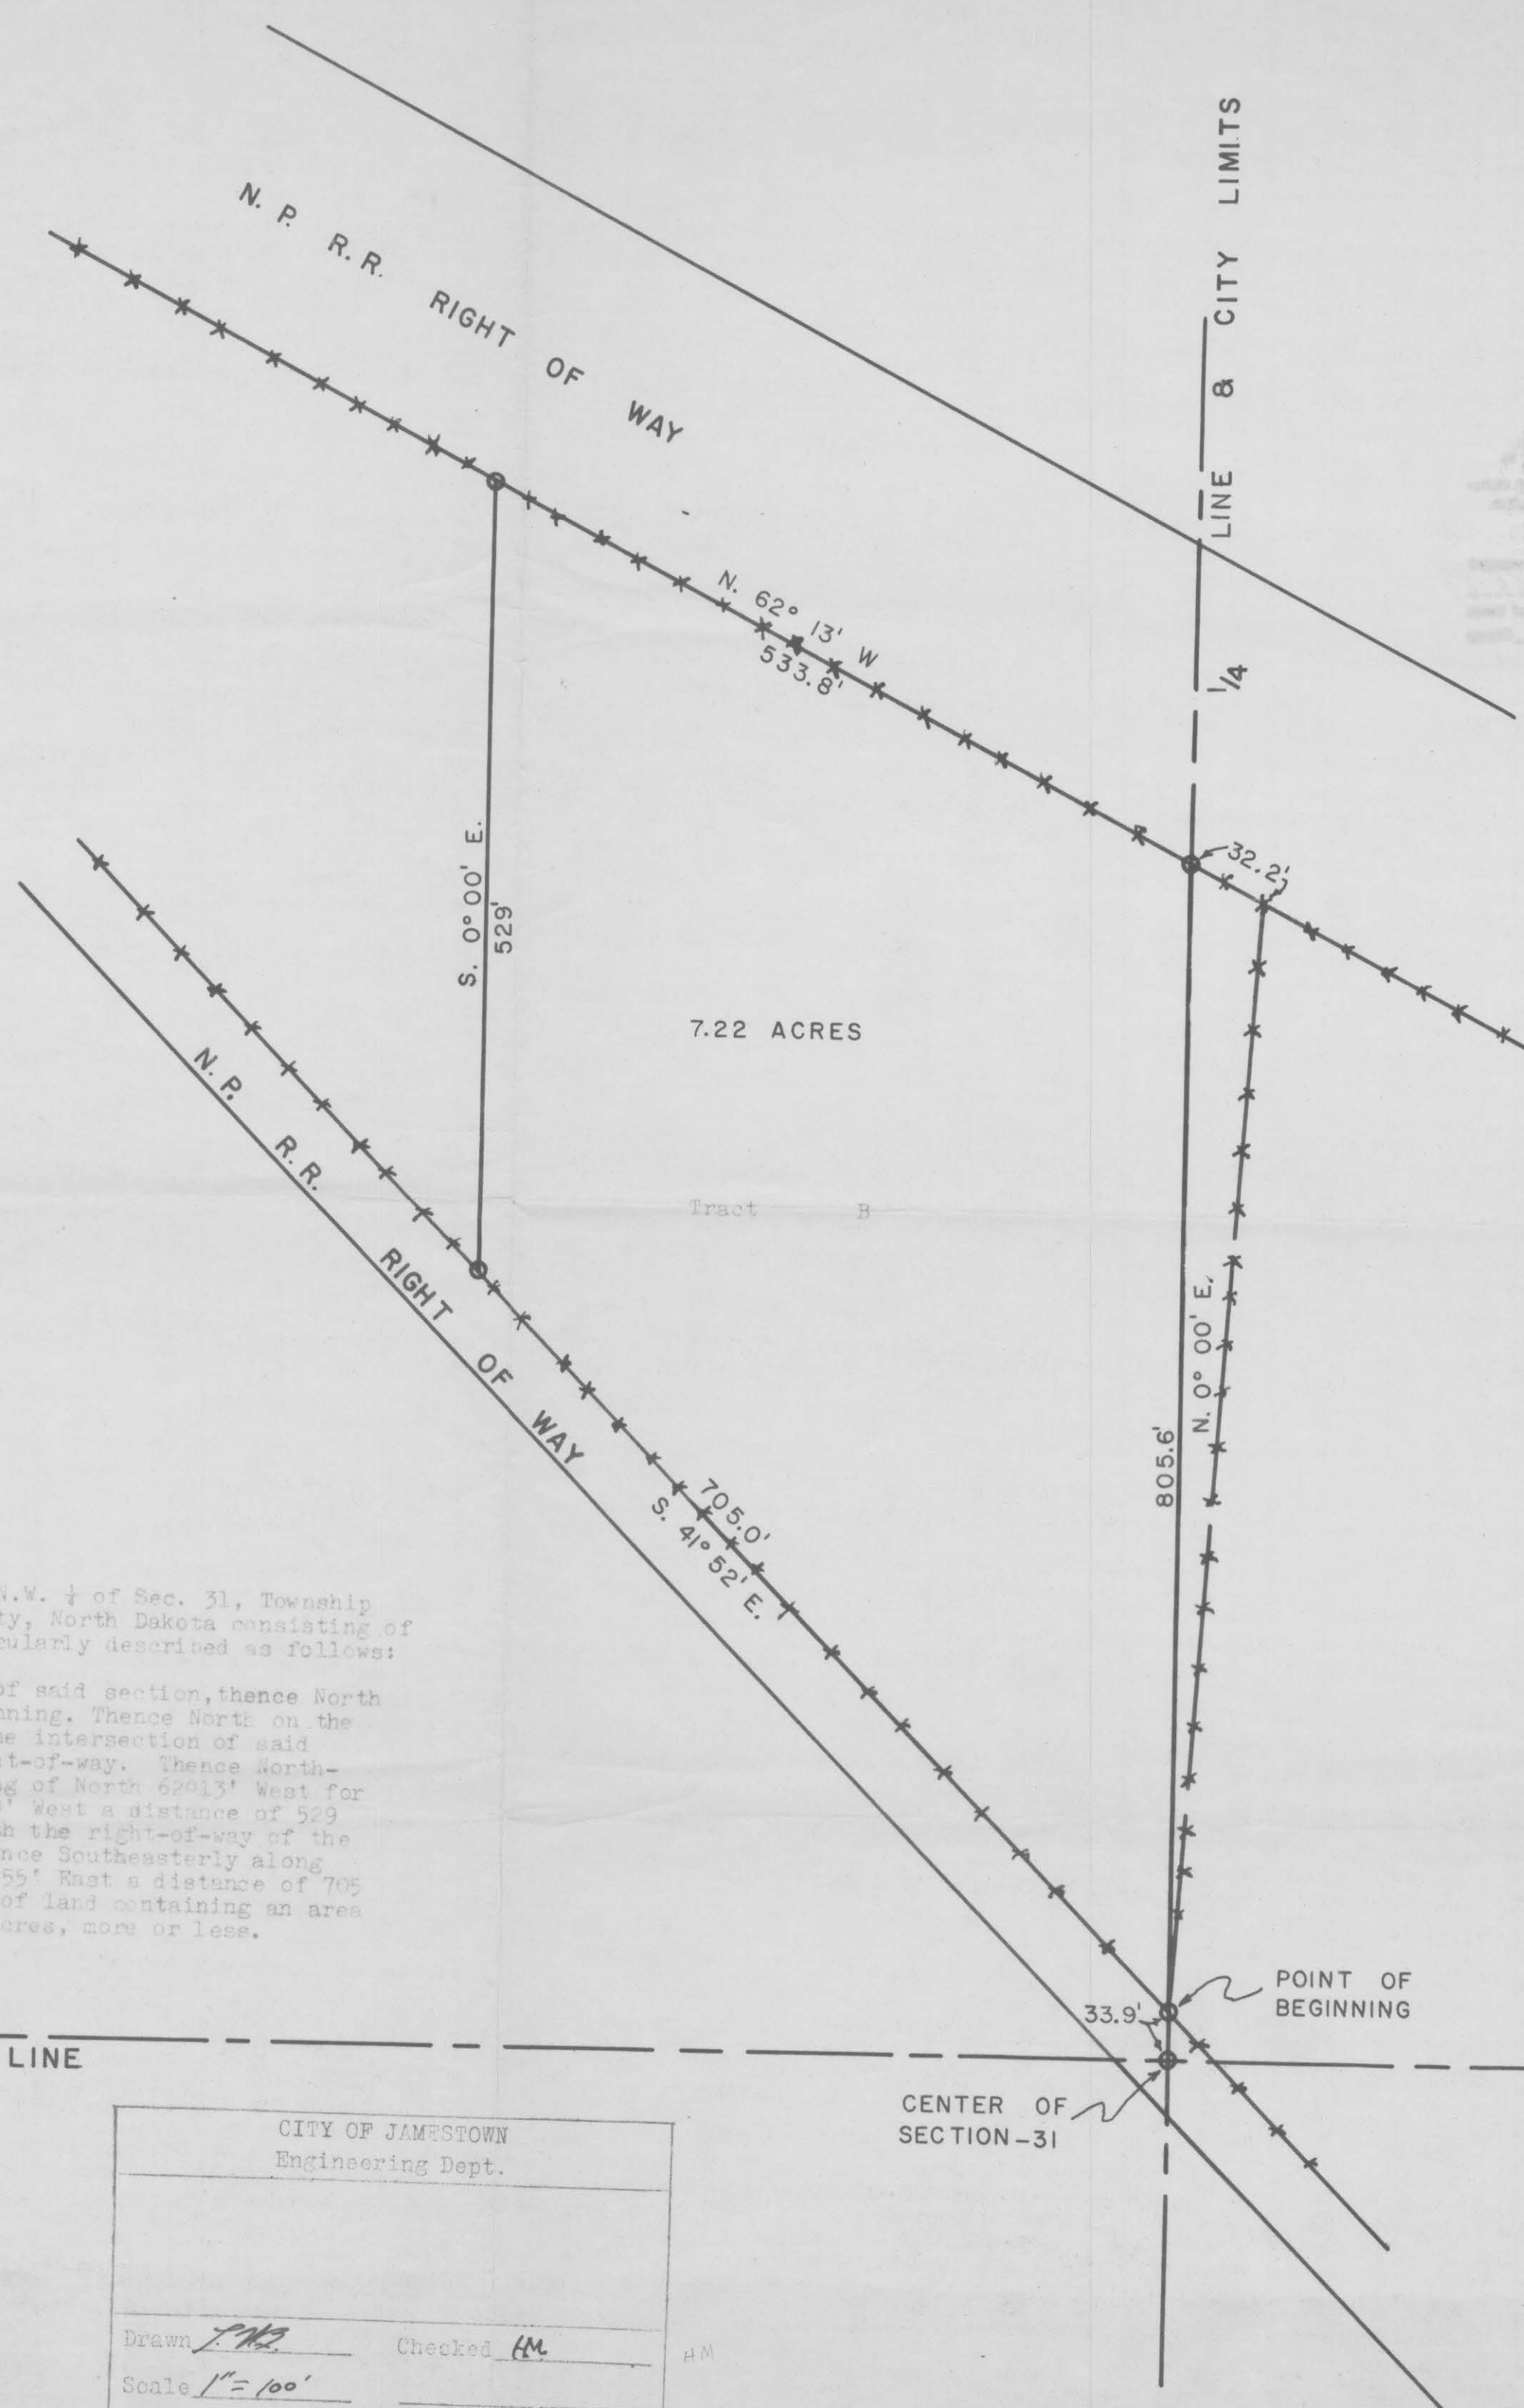 LINE & CITY LIMITS
1/4
N. P. R.R. RIGHT OF WAY
N. 62° 13' W
533.8'
32.2'
S. 0° 00' E.
529'
7.22 ACRES
Tract B
N. P. R. R. RIGHT OF WAY
N. 0° 00' E.
805.6'
705.0'
S. 41° 52' E.
N.W. ¼ of Sec. 31, Township
ty, North Dakota consisting of
cularly described as follows:
of said section, thence North
nning. Thence North on the
he intersection of said
t-of-way. Thence North-
g of North 62°13' West for
' West a distance of 529
h the right-of-way of the
nce Southeasterly along
55' East a distance of 705
of land containing an area
cres, more or less.
POINT OF
BEGINNING
33.9'
LINE
CENTER OF
SECTION-31
CITY OF JAMESTOWN
Engineering Dept.
Drawn Checked HM
HM
Scale 1" = 100'